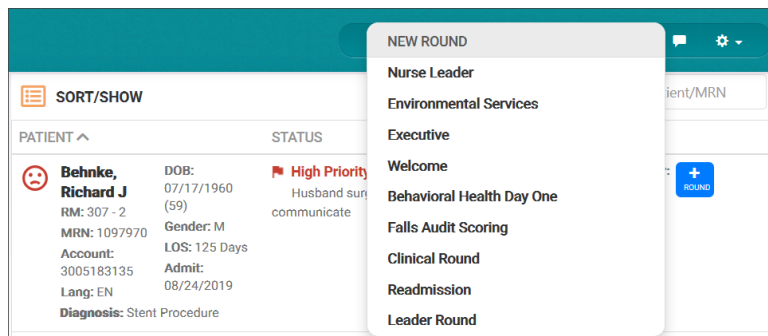 NEW ROUND
Nurse Leader
Environmental Services
Executive
Welcome
Behavioral Health Day One
Falls Audit Scoring
Clinical Round
Readmission
Leader Round
SORT/SHOW
PATIENT
STATUS
Behnke,
Richard J
RM: 307 - 2
MRN: 1097970
Account:
3005183135
Lang: EN
Diagnosis: Stent Procedure
DOB:
07/17/1960
(59)
Gender: M
LOS: 125 Days
Admit:
08/24/2019
High Priority
Husband
communicate
/MRN
+
ROUND